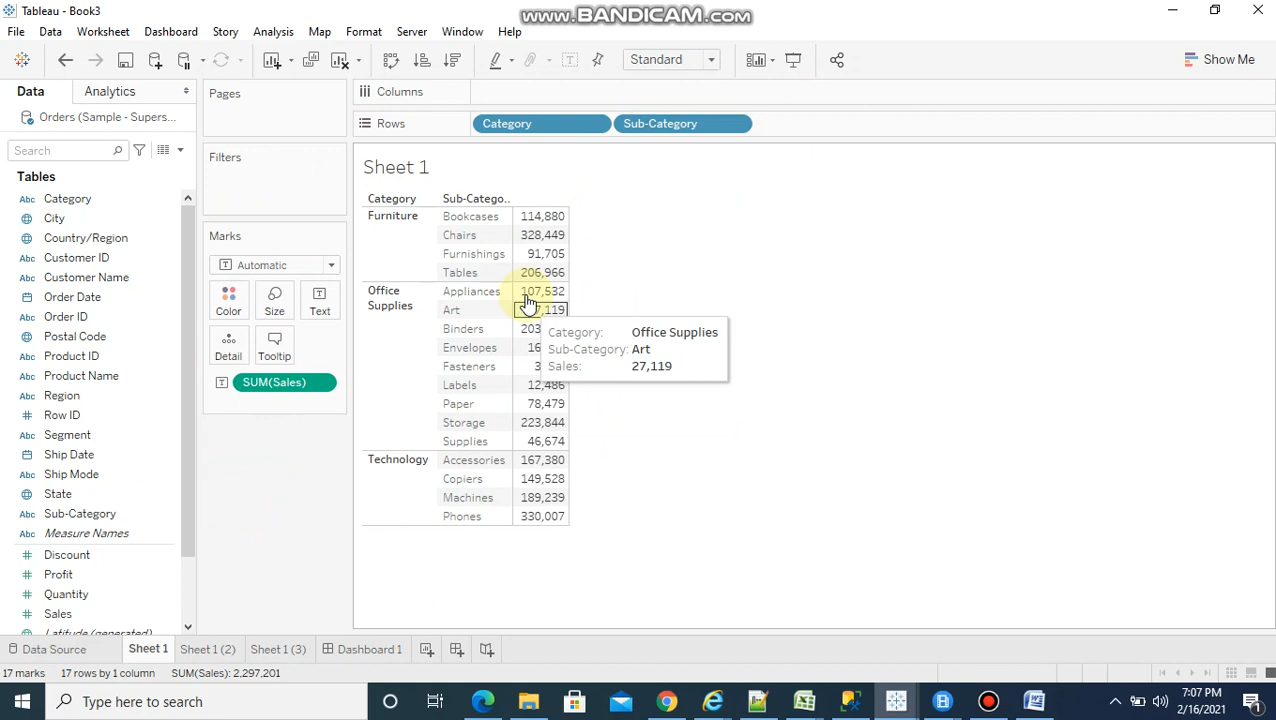 Tableau - Book3
www.BANDICAM.com
File Data Worksheet Dashboard Story Analysis Map Format Server Window Help
Standard
Show Me
Data Analytics
Pages
Columns
Orders (Sample - Supers...
Rows Category Sub-Category
Search
Filters
Sheet 1
Tables
Category
City
Country/Region
Customer ID
Customer Name
Order Date
Order ID
Postal Code
Product ID
Product Name
Region
Row ID
Segment
Ship Date
Ship Mode
State
Sub-Category
Measure Names
Discount
Profit
Quantity
Sales
Latitude (generated)
Marks
Automatic
Color Size Text
Detail Tooltip
SUM(Sales)
Category Sub-Catego..
Furniture Bookcases 114,880
Chairs 328,449
Furnishings 91,705
Tables 206,966
Office Supplies Appliances 107,532
Art 7,119
Binders 203
Envelopes 16
Fasteners 3
Labels 12,486
Paper 78,479
Storage 223,844
Supplies 46,674
Technology Accessories 167,380
Copiers 149,528
Machines 189,239
Phones 330,007
Category: Office Supplies
Sub-Category: Art
Sales: 27,119
Data Source Sheet 1 Sheet 1 (2) Sheet 1 (3) Dashboard 1
17 marks 17 rows by 1 column SUM(Sales): 2,297,201
Type here to search
7:07 PM
2/16/2021